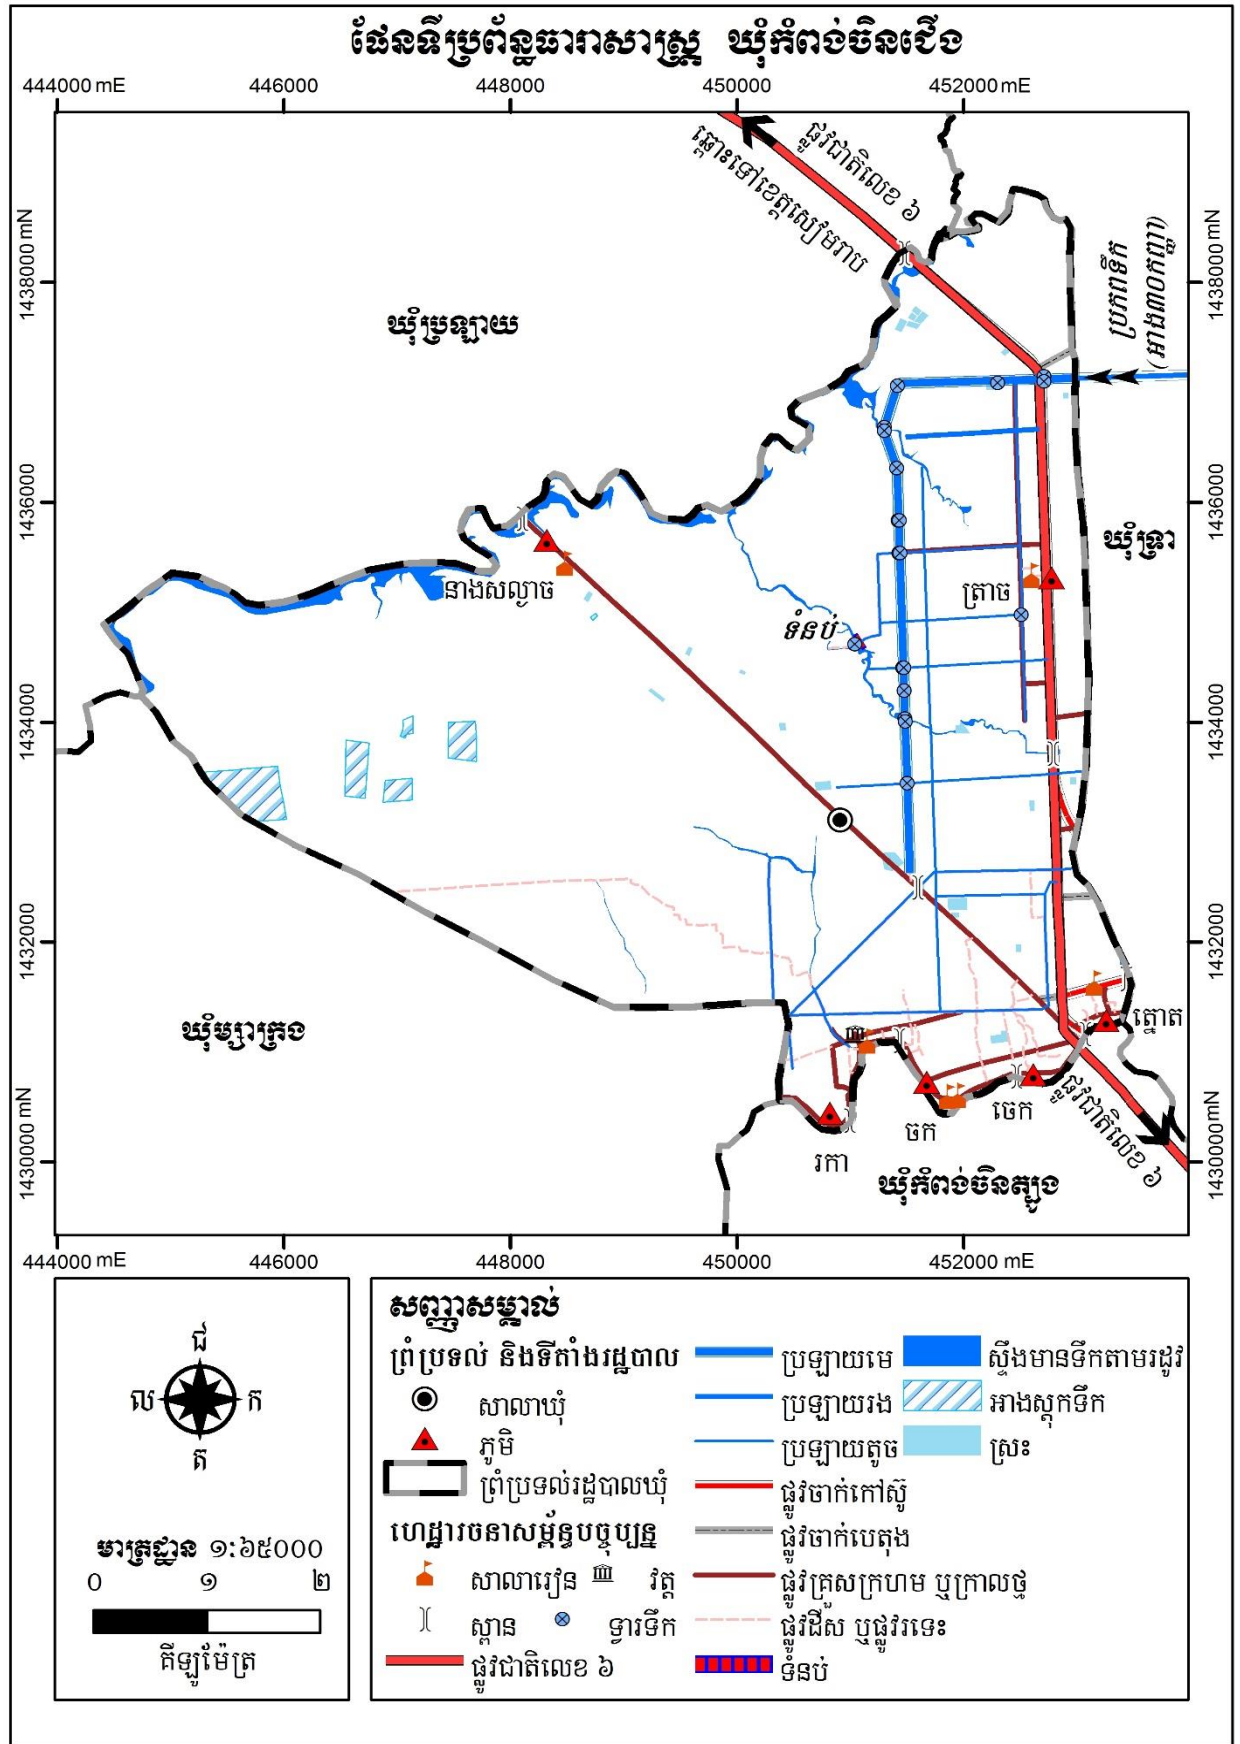 ផែនទីប្រព័ន្ធធារាសាស្ត្រ ឃុំកំពង់ចិនជើង
444000 mE 446000 448000 450000 452000 mE
ផ្លូវជាតិលេខ ៦
ឆ្ពោះទៅខេត្តសៀមរាប
1438000 mN
1438000 mN
ប្រភពទឹក
(អាង៣០កញ្ញា)
ឃុំប្រឡាយ
1436000
1436000
ឃុំទ្រា
នាងសល្ងាច
ត្រាច
ទំនប់
1434000
1434000
1432000
1432000
ឃុំម្សាក្រង
ត្នោត
ចេក
ចក
រកា
ផ្លូវជាតិលេខ ៦
ឃុំកំពង់ចិនត្បូង
1430000 mN
1430000 mN
444000 mE 446000 448000 450000 452000 mE
ជ
ល ក
ត
មាត្រដ្ឋាន ១:៦៥០០០
0 ១ ២
គីឡូម៉ែត្រ
សញ្ញាសម្គាល់
ព្រំប្រទល់ និងទីតាំងរដ្ឋបាល
សាលាឃុំ
ភូមិ
ព្រំប្រទល់រដ្ឋបាលឃុំ
ហេដ្ឋារចនាសម្ព័ន្ធបច្ចុប្បន្ន
សាលារៀន វត្ត
ស្ពាន ទ្វារទឹក
ផ្លូវជាតិលេខ ៦
ប្រឡាយមេ
ប្រឡាយរង
ប្រឡាយតូច
ផ្លូវចាក់កៅស៊ូ
ផ្លូវចាក់បេតុង
ផ្លូវគ្រួសក្រហម ឬក្រាលថ្ម
ផ្លូវដីស ឬផ្លូវរទេះ
ទំនប់
ស្ទឹងមានទឹកតាមរដូវ
អាងស្តុកទឹក
ស្រះ